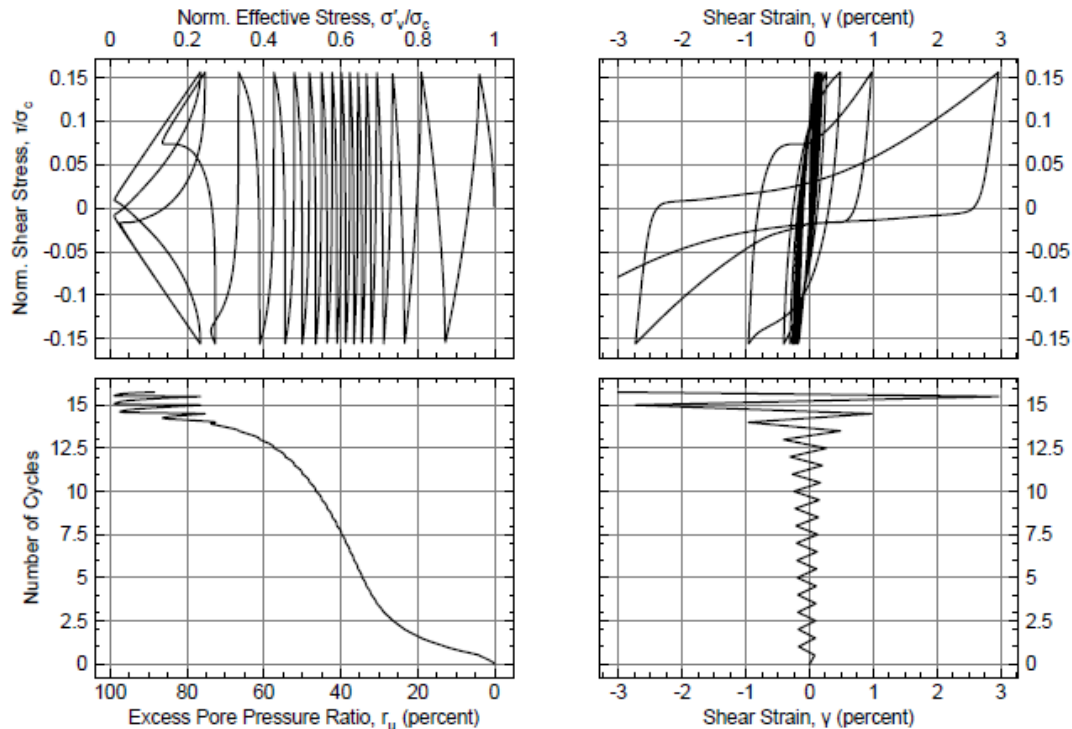 Norm. Effective Stress, σ'v/σc
0 0.2 0.4 0.6 0.8 1
Norm. Shear Stress, τ/σc
0.15
0.1
0.05
0
-0.05
-0.1
-0.15
Shear Strain, γ (percent)
-3 -2 -1 0 1 2 3
0.15
0.1
0.05
0
-0.05
-0.1
-0.15
Number of Cycles
15
12.5
10
7.5
5
2.5
0
100 80 60 40 20 0
Excess Pore Pressure Ratio, ru (percent)
15
12.5
10
7.5
5
2.5
0
-3 -2 -1 0 1 2 3
Shear Strain, γ (percent)